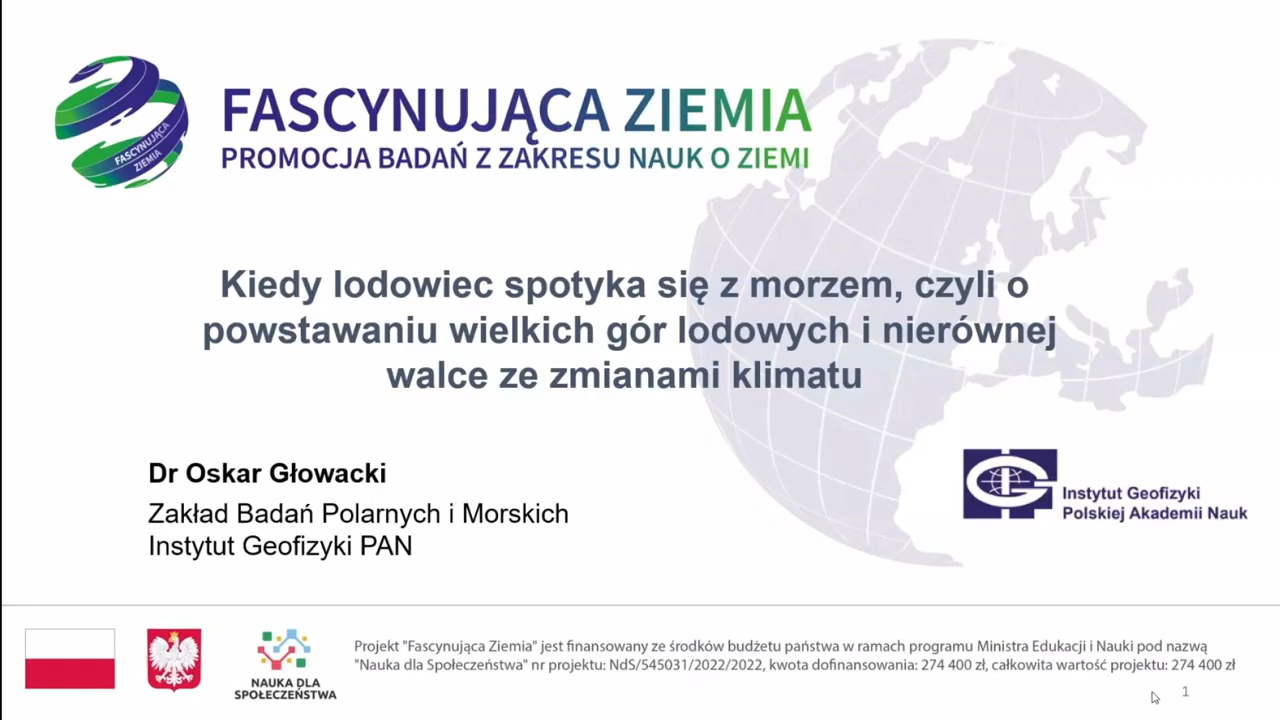 FASCYNUJĄCA ZIEMIA
FASCYNUJĄCA ZIEMIA
PROMOCJA BADAŃ Z ZAKRESU NAUK O ZIEMI
Kiedy lodowiec spotyka się z morzem, czyli o
powstawaniu wielkich gór lodowych i nierównej
walce ze zmianami klimatu
Dr Oskar Głowacki
Zakład Badań Polarnych i Morskich
Instytut Geofizyki PAN
Instytut Geofizyki
Polskiej Akademii Nauk
NAUKA DLA
SPOŁECZEŃSTWA
Projekt "Fascynująca Ziemia" jest finansowany ze środków budżetu państwa w ramach programu Ministra Edukacji i Nauki pod nazwą
"Nauka dla Społeczeństwa" nr projektu: NdS/545031/2022/2022, kwota dofinansowania: 274 400 zł, całkowita wartość projektu: 274 400 zł
1